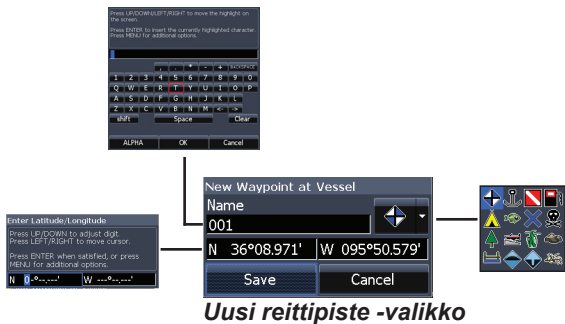 Press UP/DOWN/LEFT/RIGHT to move the highlight on
the screen.
Press ENTER to insert the currently highlighted character.
Press MENU for additional options.
, . * - + BACKSPACE
1 2 3 4 5 6 7 8 9 0
Q W E R T Y U I O P
A S D F G H J K L
Z X C V B N M <- ->
shift Space Clear
ALPHA OK Cancel
New Waypoint at Vessel
Name
001
N 36°08.971' W 095°50.579'
Save Cancel
Enter Latitude/Longitude
Press UP/DOWN to adjust digit.
Press LEFT/RIGHT to move cursor.
Press ENTER when satisfied, or press
MENU for additional options.
N 0-°--.---' W ---°--.---'
Uusi reittipiste -valikko